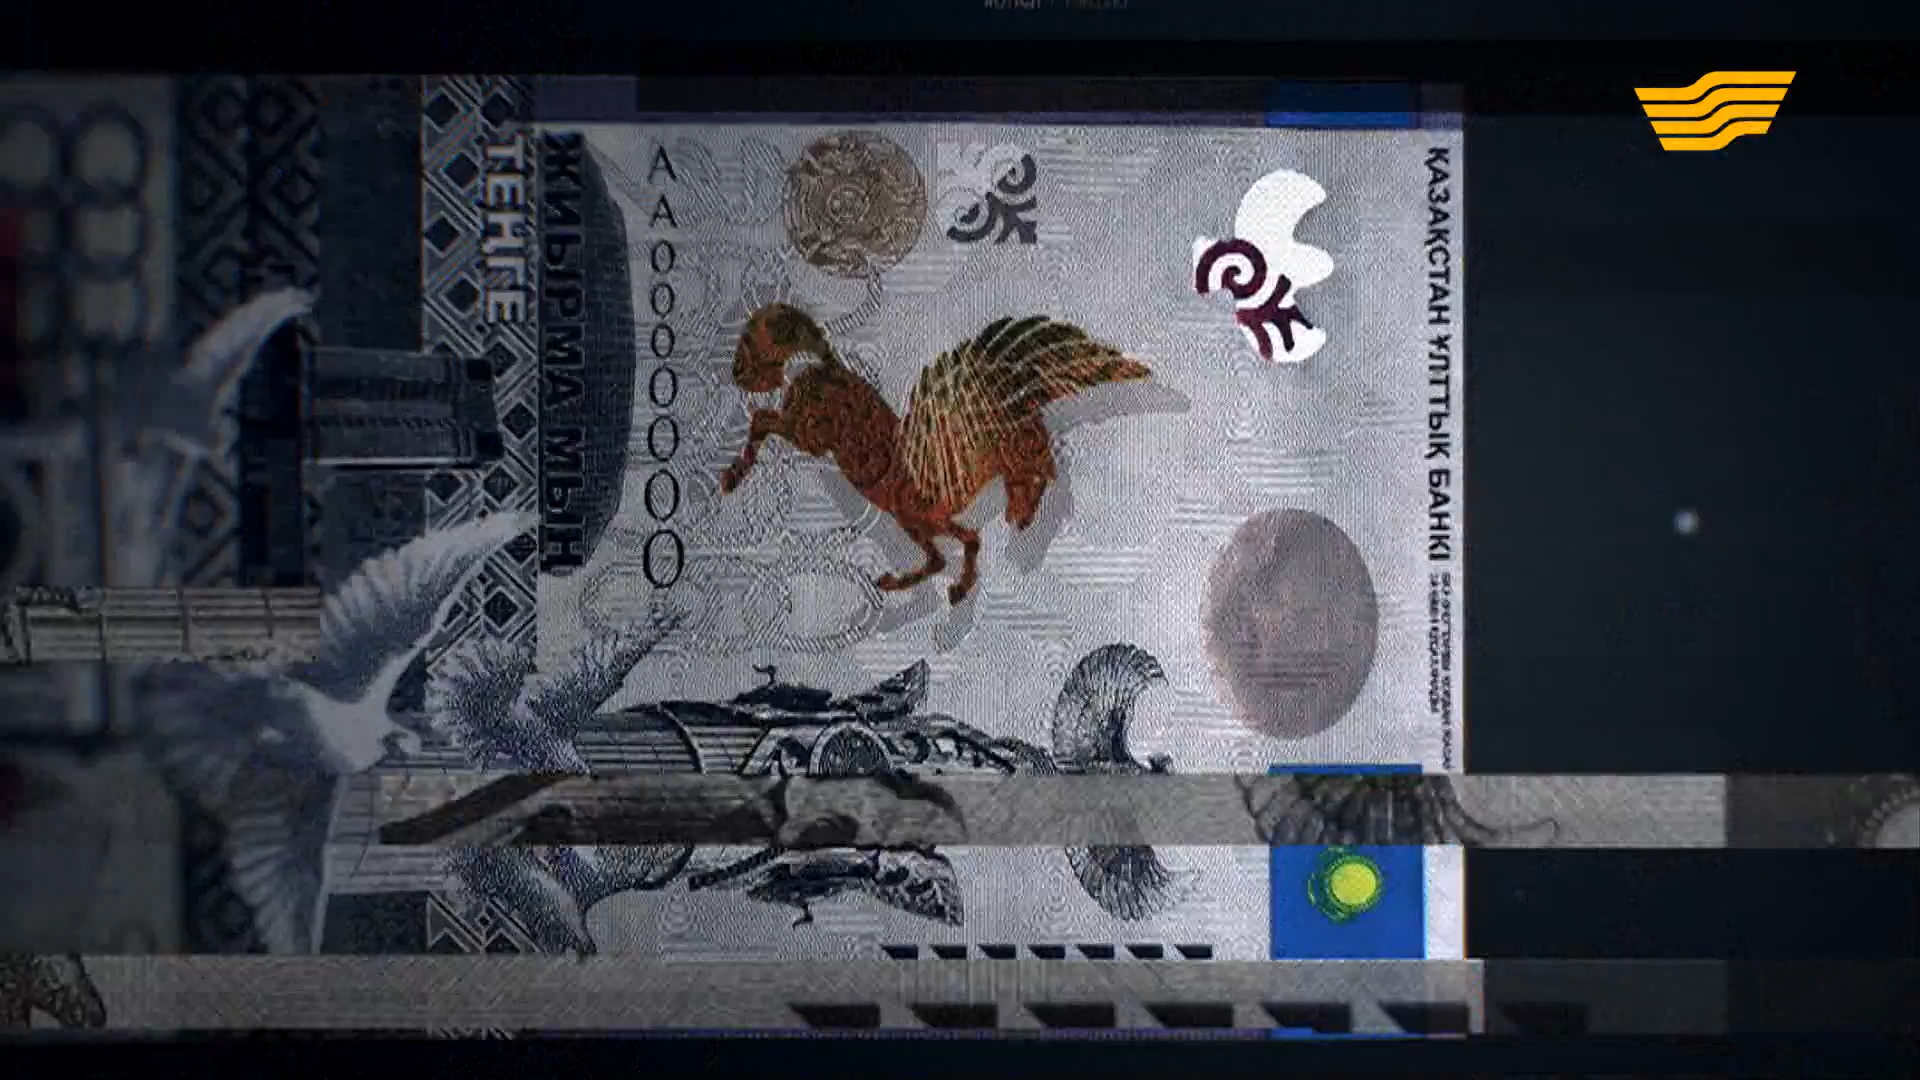 ТЕҢГЕ
ЖИЫРМА МЫҢ
АА0000000
ҚАЗАҚСТАН ҰЛТТЫҚ БАНКІ